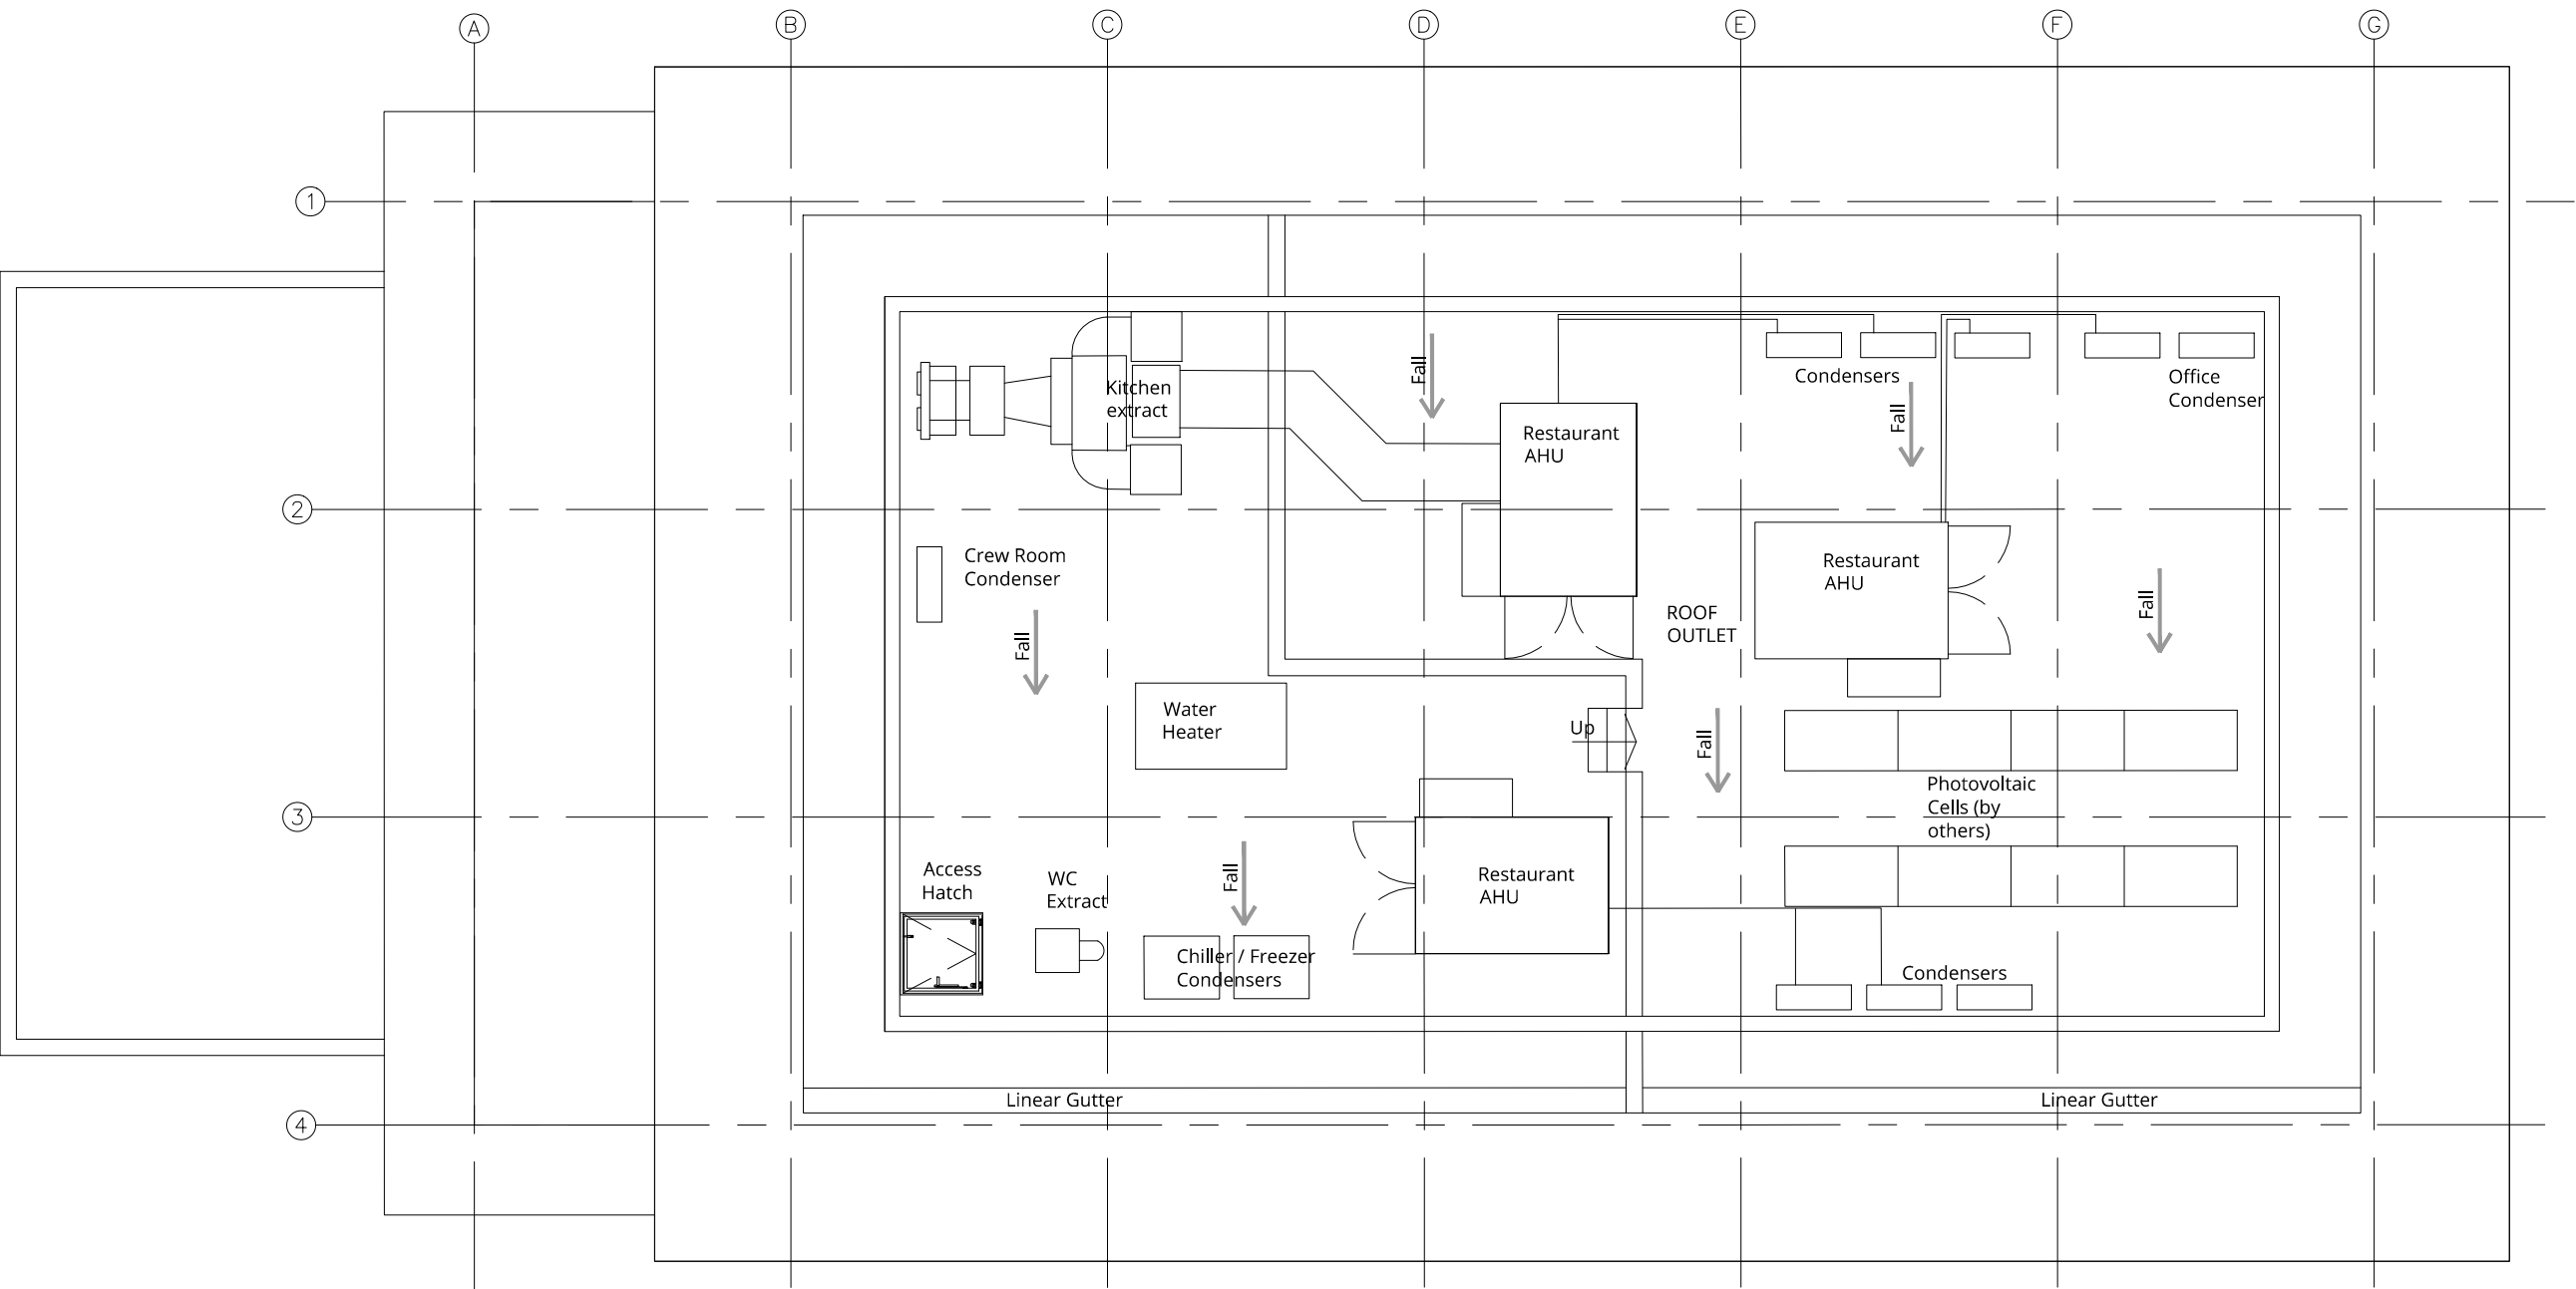 A
B
C
D
E
F
G
1
2
3
4
Kitchen
extract
Fall
Restaurant
AHU
Condensers
Fall
Office
Condenser
Crew Room
Condenser
Fall
ROOF
OUTLET
Restaurant
AHU
Fall
Water
Heater
Up
Fall
Photovoltaic
Cells (by
others)
Access
Hatch
WC
Extract
Fall
Chiller / Freezer
Condensers
Restaurant
AHU
Condensers
Linear Gutter
Linear Gutter